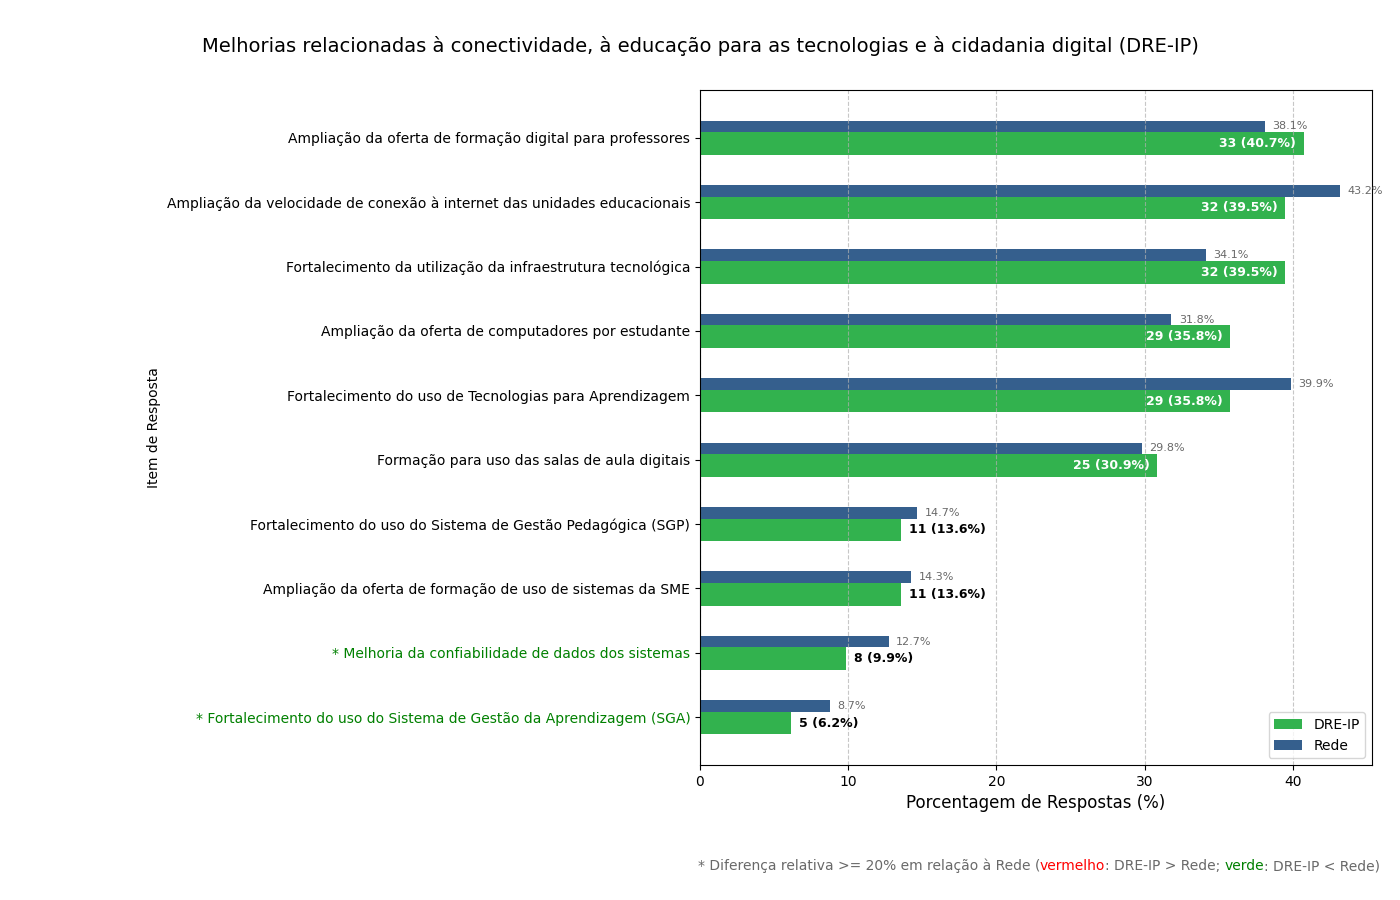 Melhorias relacionadas à conectividade, à educação para as tecnologias e à cidadania digital (DRE-IP)
Item de Resposta
Ampliação da oferta de formação digital para professores
38.1%
33 (40.7%)
Ampliação da velocidade de conexão à internet das unidades educacionais
43.2%
32 (39.5%)
Fortalecimento da utilização da infraestrutura tecnológica
34.1%
32 (39.5%)
Ampliação da oferta de computadores por estudante
31.8%
29 (35.8%)
Fortalecimento do uso de Tecnologias para Aprendizagem
39.9%
29 (35.8%)
Formação para uso das salas de aula digitais
29.8%
25 (30.9%)
Fortalecimento do uso do Sistema de Gestão Pedagógica (SGP)
14.7%
11 (13.6%)
Ampliação da oferta de formação de uso de sistemas da SME
14.3%
11 (13.6%)
* Melhoria da confiabilidade de dados dos sistemas
12.7%
8 (9.9%)
* Fortalecimento do uso do Sistema de Gestão da Aprendizagem (SGA)
8.7%
5 (6.2%)
DRE-IP
Rede
0 10 20 30 40
Porcentagem de Respostas (%)
* Diferença relativa >= 20% em relação à Rede (vermelho: DRE-IP > Rede; verde: DRE-IP < Rede)